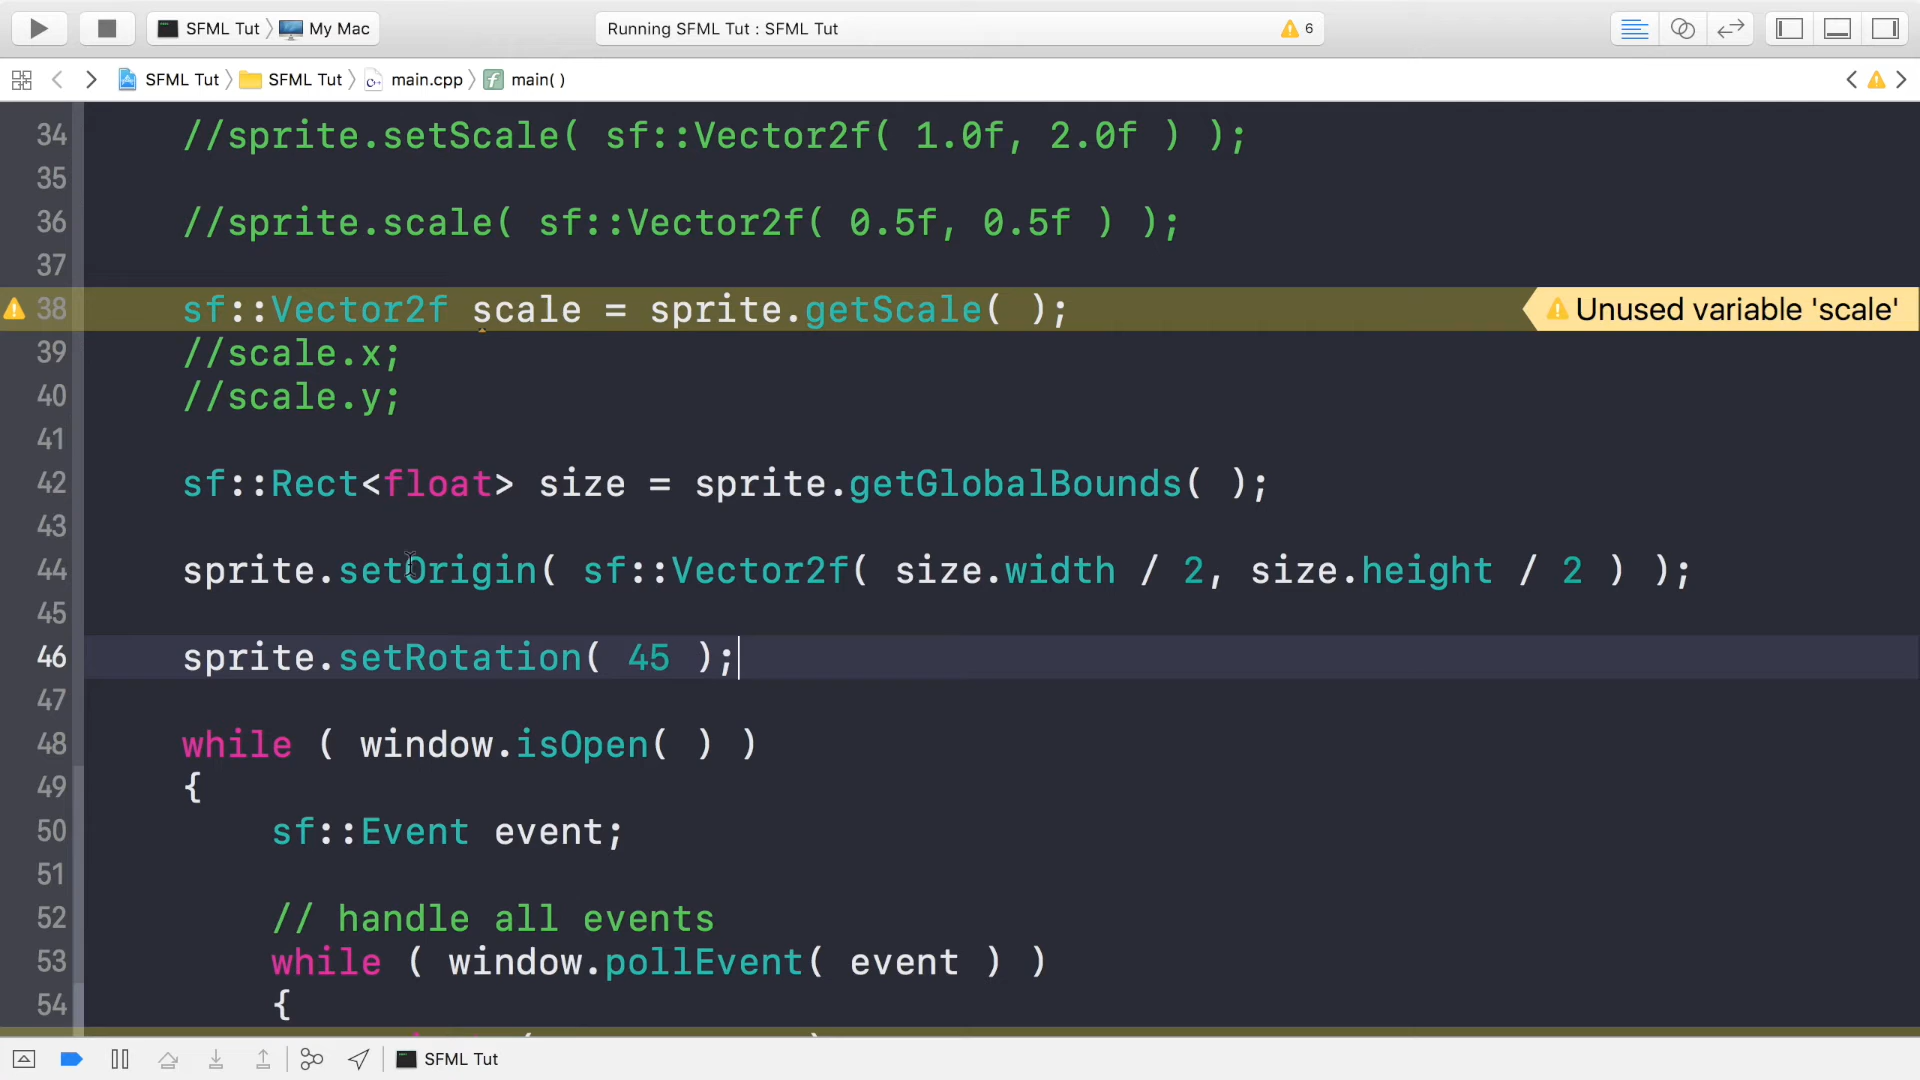 SFML Tut My Mac Running SFML Tut : SFML Tut 6
SFML Tut SFML Tut main.cpp main( )
34 //sprite.setScale( sf::Vector2f( 1.0f, 2.0f ) );
35
36 //sprite.scale( sf::Vector2f( 0.5f, 0.5f ) );
37
38 sf::Vector2f scale = sprite.getScale( ); Unused variable 'scale'
39 //scale.x;
40 //scale.y;
41
42 sf::Rect<float> size = sprite.getGlobalBounds( );
43
44 sprite.setOrigin( sf::Vector2f( size.width / 2, size.height / 2 ) );
45
46 sprite.setRotation( 45 );
47
48 while ( window.isOpen( ) )
49 {
50 sf::Event event;
51
52 // handle all events
53 while ( window.pollEvent( event ) )
54 {
SFML Tut